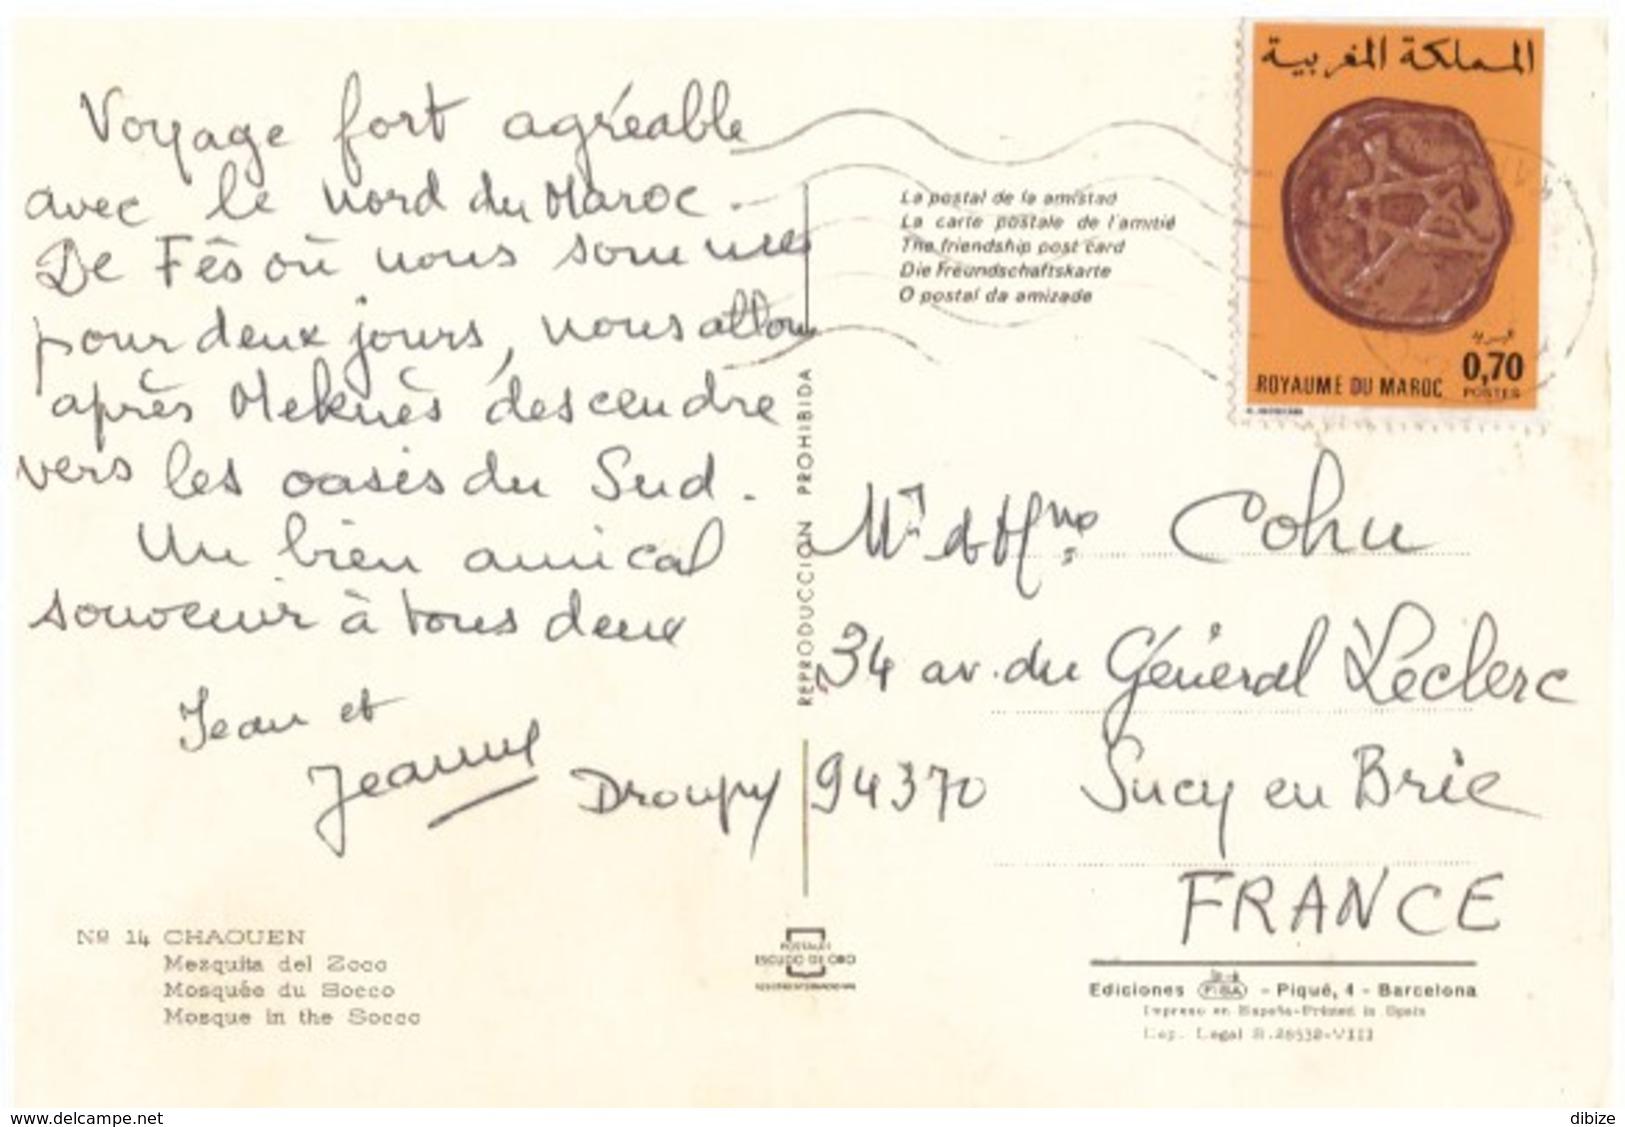 Voyage fort agréable
avec le nord du Maroc.
De Fès où nous sommes
pour deux jours, nous allons
après Meknès descendre
vers les oasis du Sud.
Un bien amical
souvenir à tous deux
Jean et
Jeanne
Droupy
Nº 14 CHAOUEN
Mezquita del Zoco
Mosquée du Socco
Mosque in the Socco
REPRODUCCIÓN PROHIBIDA
POSTALES
ESCUDO DE ORO
La postal de la amistad
La carte postale de l'amitié
The friendship post card
Die Freundschaftskarte
O postal da amizade
المملكة المغربية
0,70
ROYAUME DU MAROC
POSTES
Mr et Mme Cohu
34 av. du Général Leclerc
94370 Sucy en Brie
FRANCE
Ediciones FISA - Piqué, 4 - Barcelona
Impreso en España-Printed in Spain
Dep. Legal B.26532-VIII
www.delcampe.net
dibize